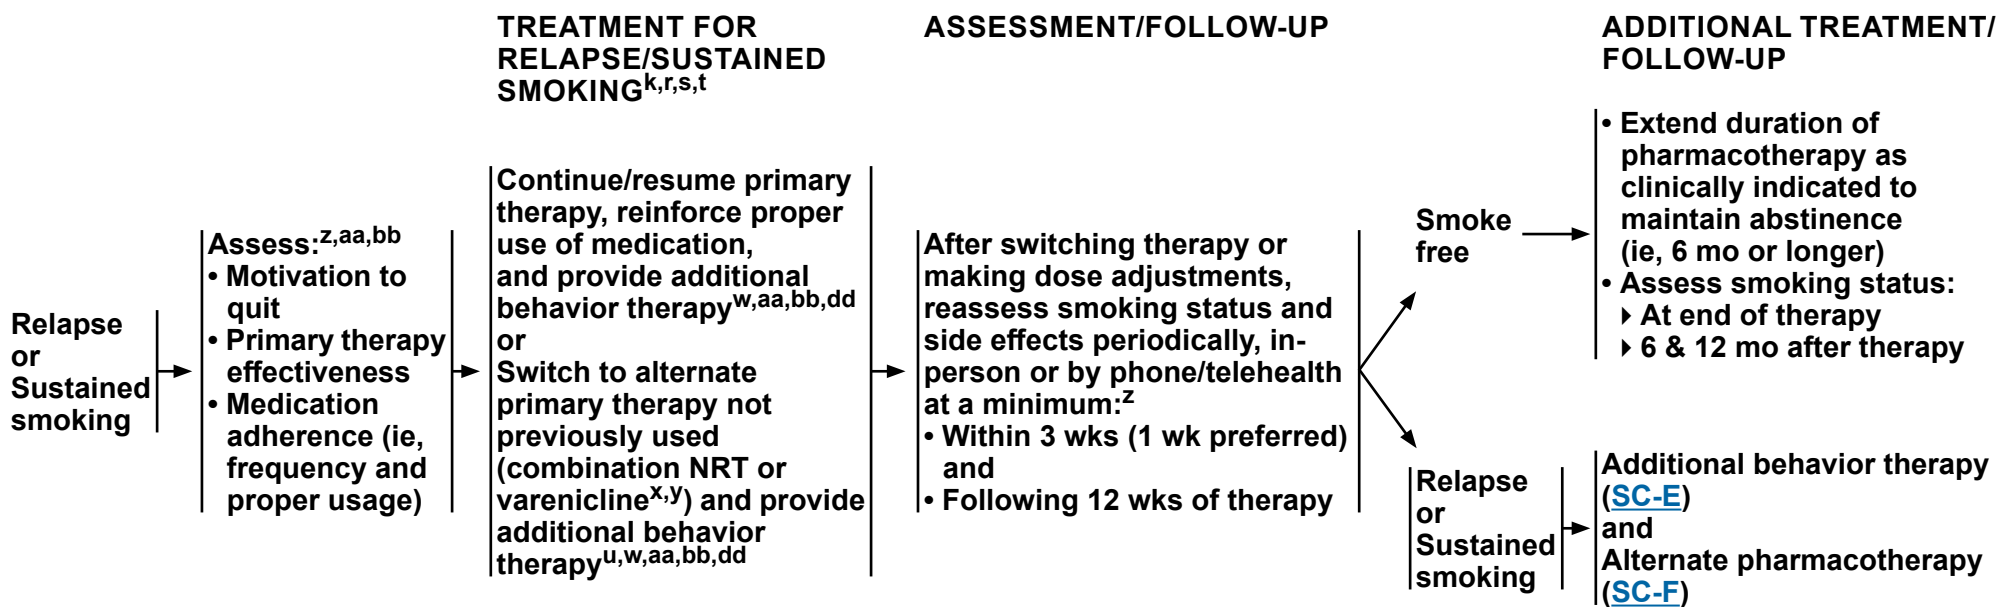 TREATMENT FOR
RELAPSE/SUSTAINED
SMOKINGk,r,s,t
ASSESSMENT/FOLLOW-UP
ADDITIONAL TREATMENT/
FOLLOW-UP
Relapse
or
Sustained
smoking
Assess:z,aa,bb
• Motivation to
quit
• Primary therapy
effectiveness
• Medication
adherence (ie,
frequency and
proper usage)
Continue/resume primary
therapy, reinforce proper
use of medication,
and provide additional
behavior therapyw,aa,bb,dd
or
Switch to alternate
primary therapy not
previously used
(combination NRT or
vareniclinex,y) and provide
additional behavior
therapyu,w,aa,bb,dd
After switching therapy or
making dose adjustments,
reassess smoking status and
side effects periodically, in-
person or by phone/telehealth
at a minimum:z
• Within 3 wks (1 wk preferred)
and
• Following 12 wks of therapy
Smoke
free
• Extend duration of
pharmacotherapy as
clinically indicated to
maintain abstinence
(ie, 6 mo or longer)
• Assess smoking status:
▸ At end of therapy
▸ 6 & 12 mo after therapy
Relapse
or
Sustained
smoking
Additional behavior therapy
(SC-E)
and
Alternate pharmacotherapy
(SC-F)